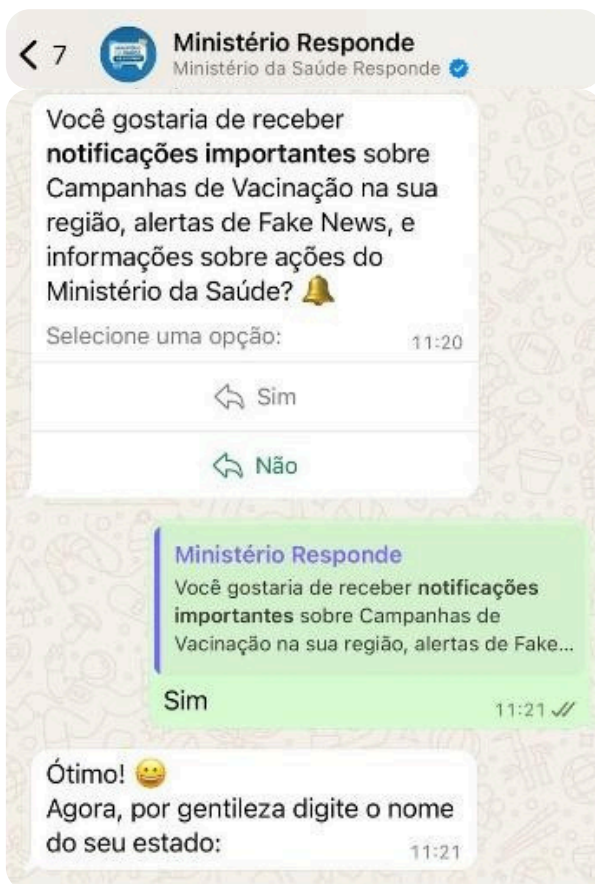 7
Ministério Responde
Ministério da Saúde Responde
Você gostaria de receber
notificações importantes sobre
Campanhas de Vacinação na sua
região, alertas de Fake News, e
informações sobre ações do
Ministério da Saúde? 🔔
Selecione uma opção:
11:20
Sim
Não
Ministério Responde
Você gostaria de receber notificações
importantes sobre Campanhas de
Vacinação na sua região, alertas de Fake...
Sim
11:21
Ótimo! 😀
Agora, por gentileza digite o nome
do seu estado:
11:21